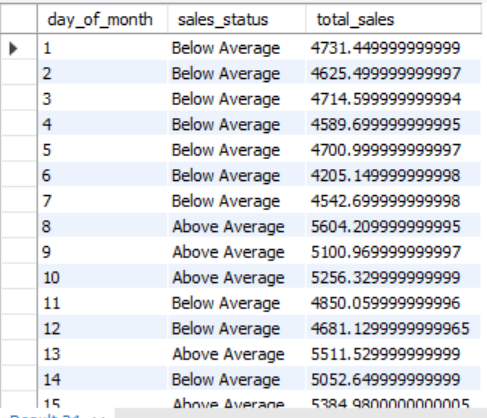 day_of_month sales_status total_sales
1 Below Average 4731.449999999999
2 Below Average 4625.499999999997
3 Below Average 4714.599999999994
4 Below Average 4589.699999999995
5 Below Average 4700.999999999997
6 Below Average 4205.149999999998
7 Below Average 4542.699999999998
8 Above Average 5604.209999999995
9 Above Average 5100.969999999997
10 Above Average 5256.329999999999
11 Below Average 4850.059999999996
12 Below Average 4681.1299999999965
13 Above Average 5511.529999999999
14 Below Average 5052.649999999999
15 Above Average 5384.9800000000005